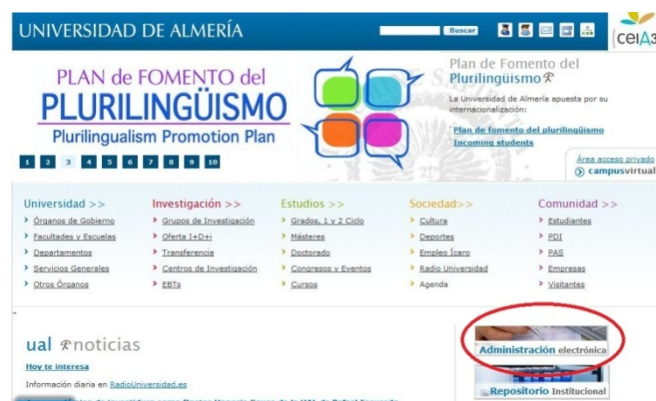 UNIVERSIDAD DE ALMERÍA
Buscar
ceiA3
PLAN de FOMENTO del
PLURILINGÜISMO
Plurilingualism Promotion Plan
1 2 3 4 5 6 7 8 9 10
Plan de Fomento del
Plurilingüismo
La Universidad de Almería apuesta por su
internacionalización:
Plan de fomento del plurilingüismo
Incoming students
Área acceso privado
campusvirtual
Universidad >>
Órganos de Gobierno
Facultades y Escuelas
Departamentos
Servicios Generales
Otros Órganos
Investigación >>
Grupos de Investigación
Oferta I+D+i
Transferencia
Centros de Investigación
EBTs
Estudios >>
Grados, 1 y 2 Ciclo
Másteres
Doctorado
Congresos y Eventos
Cursos
Sociedad>>
Cultura
Deportes
Empleo Ícaro
Radio Universidad
Agenda
Comunidad >>
Estudiantes
PDI
PAS
Empresas
Visitantes
ual noticias
Hoy te interesa
Información diaria en RadioUniversidad.es
Administración electrónica
Repositorio Institucional